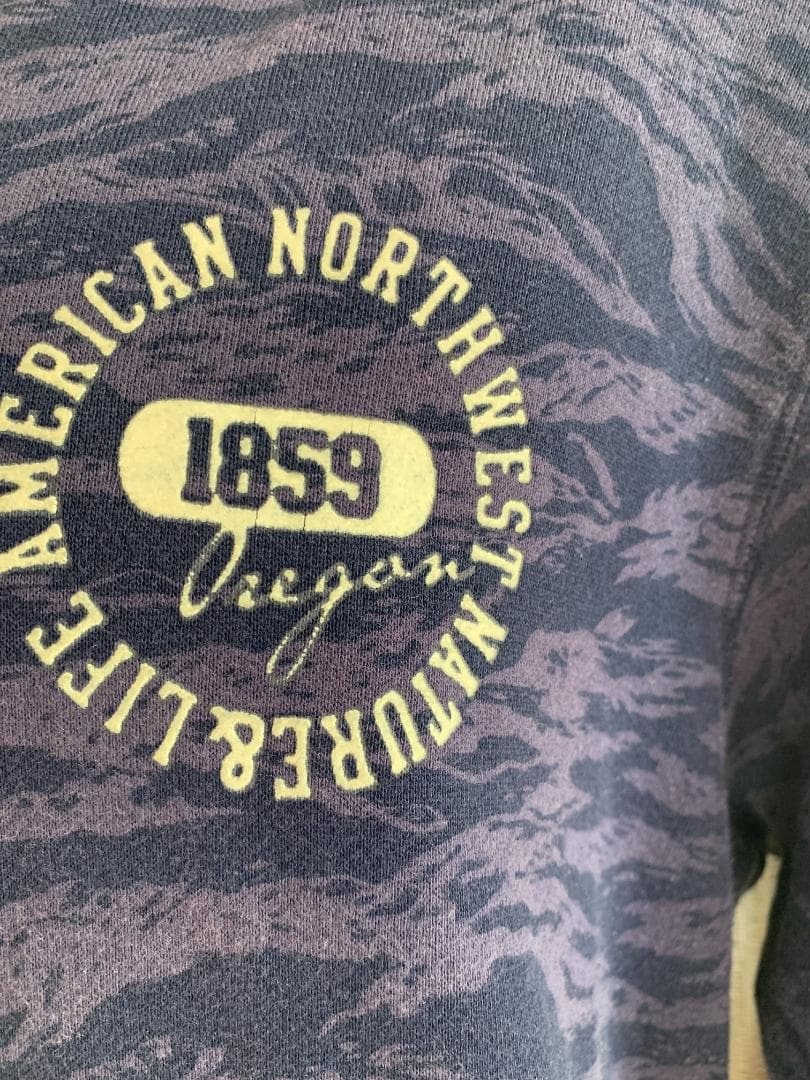 AMERICAN NORTHWEST NATURE & LIFE
1859
Oregon